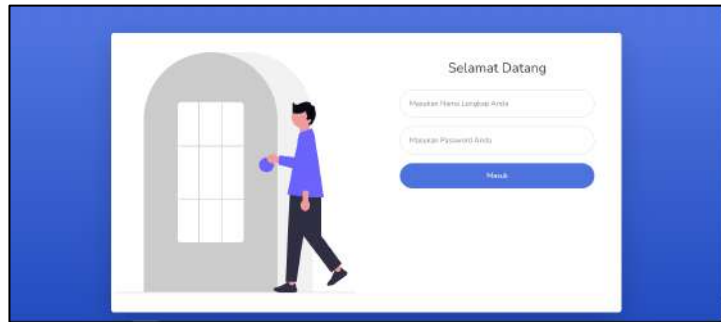 Selamat Datang
Masukan Nama Lengkap Anda
Masukan Password Anda
Masuk